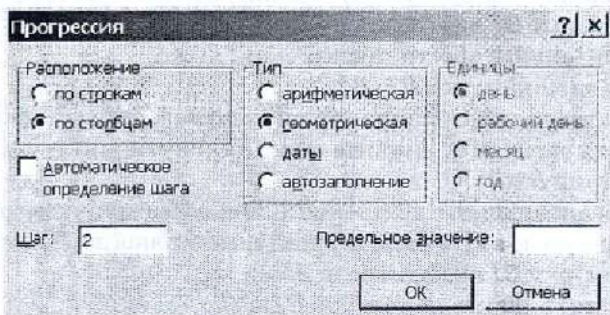 Прогрессия ? ×
Расположение
по строкам
по столбцам
Автоматическое
определение шага
Тип
арифметическая
геометрическая
даты
автозаполнение
Единицы
день
рабочий день
месяц
год
Шаг: 2
Предельное значение:
ОК
Отмена